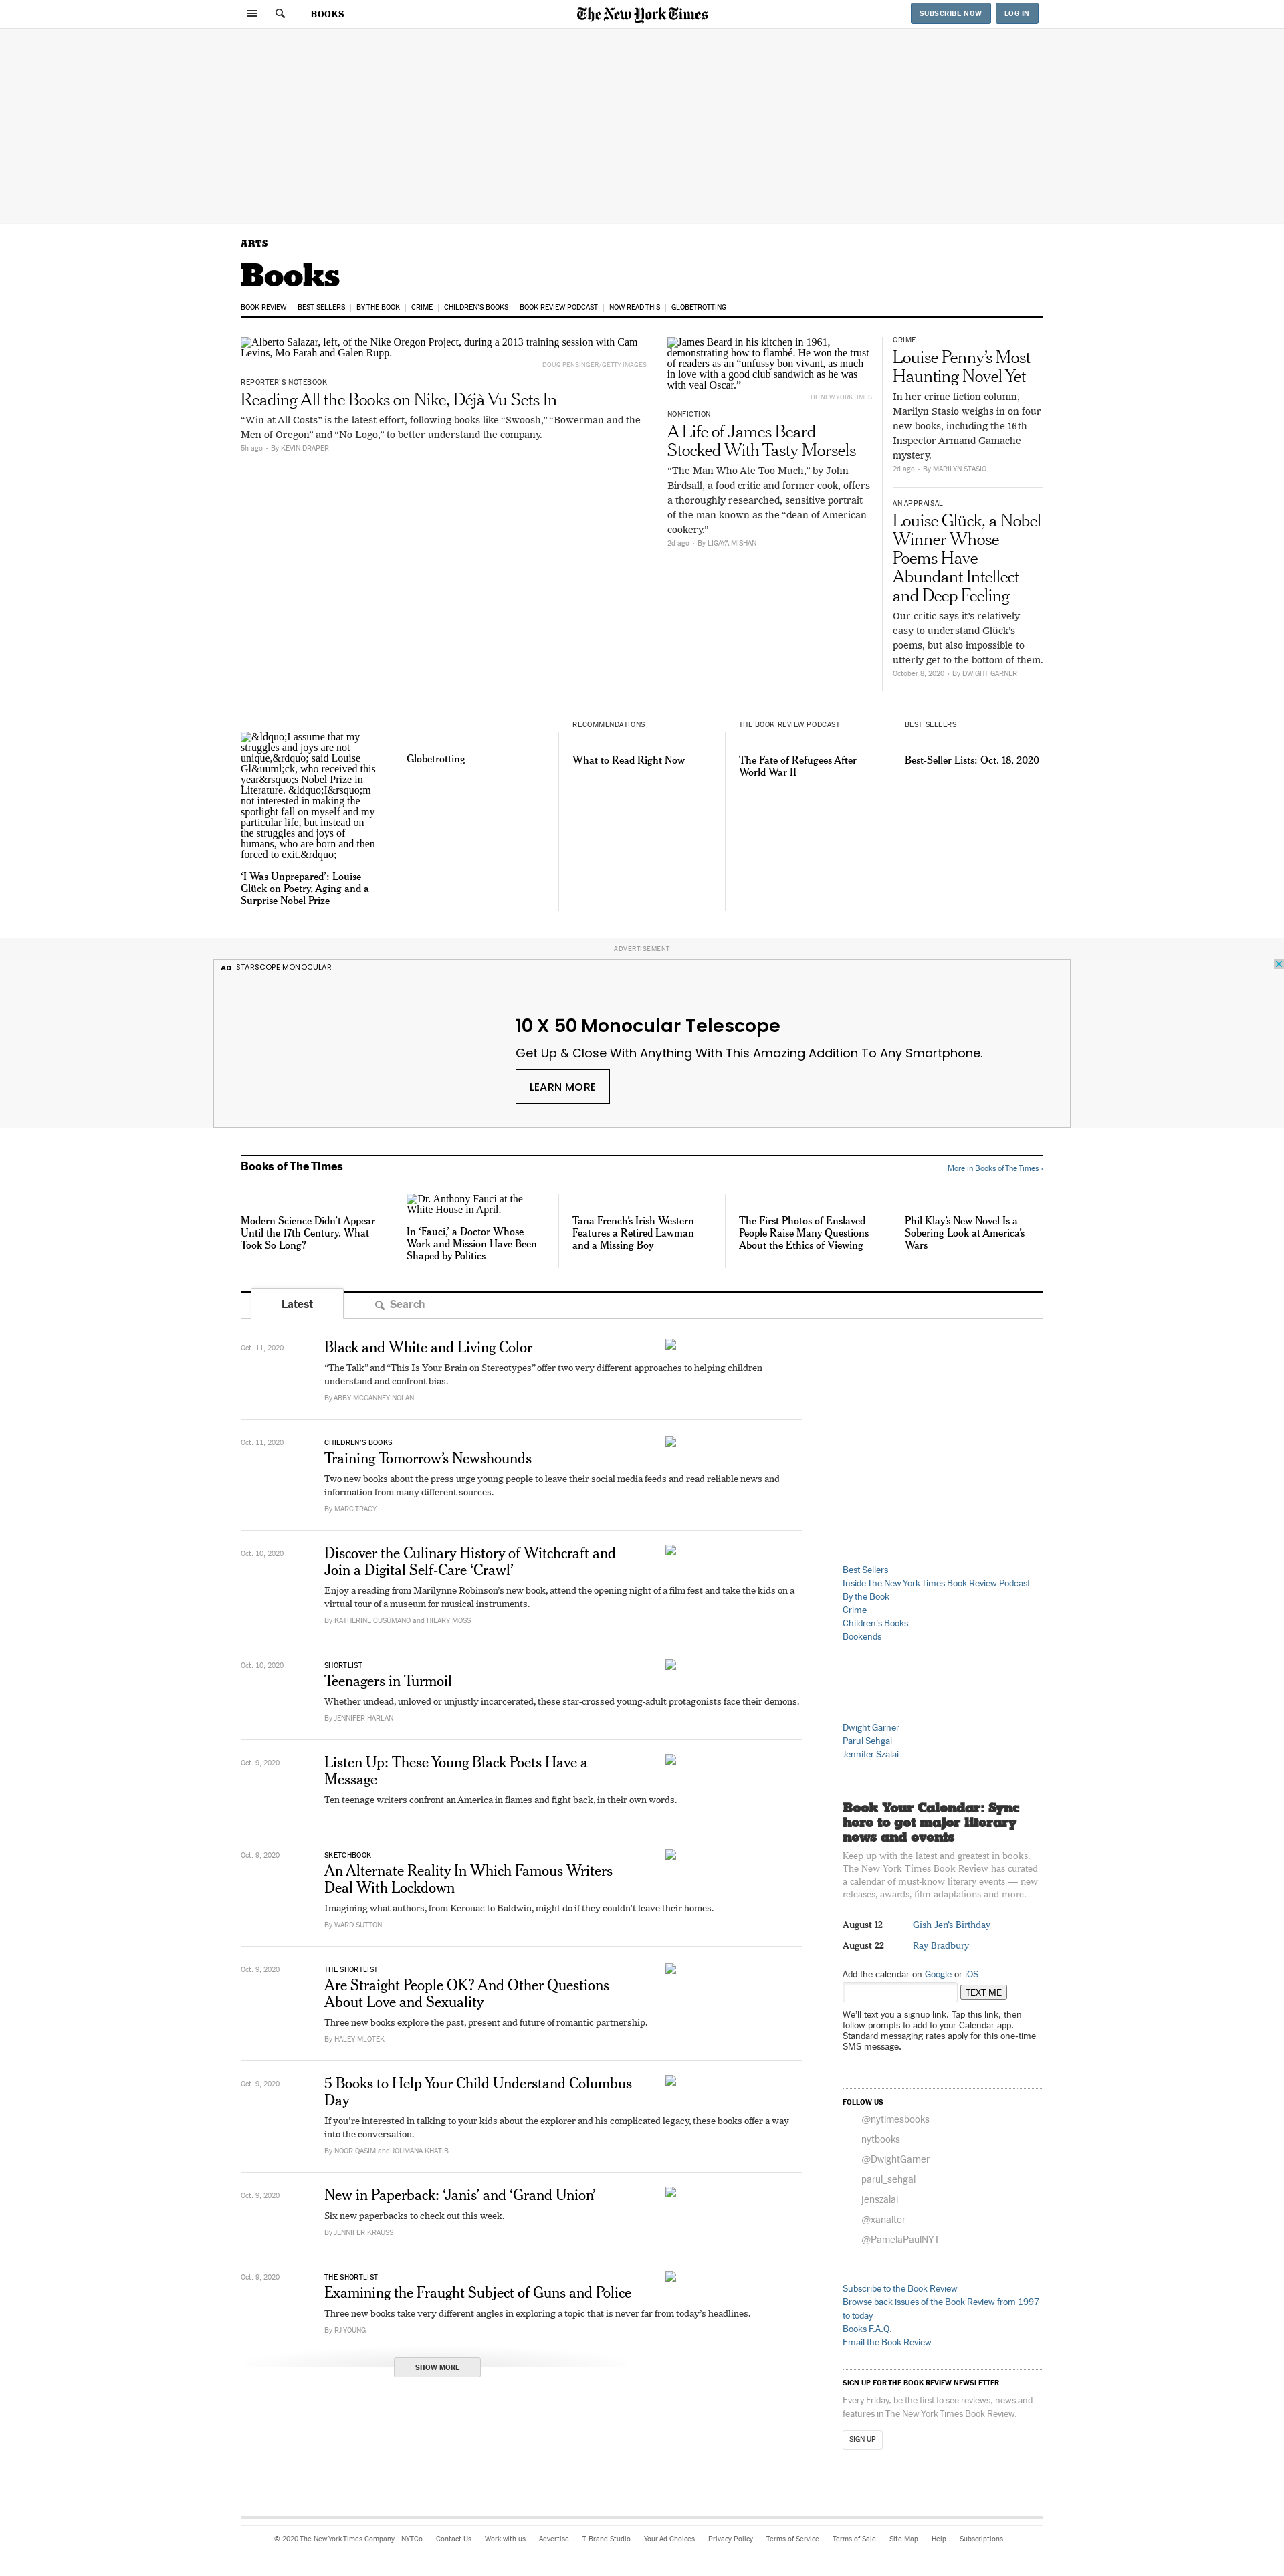 BOOKS
The New York Times
SUBSCRIBE NOW
LOG IN
ARTS
Books
BOOK REVIEW
BEST SELLERS
BY THE BOOK
CRIME
CHILDREN'S BOOKS
BOOK REVIEW PODCAST
NOW READ THIS
GLOBETROTTING
Alberto Salazar, left, of the Nike Oregon Project, during a 2013 training session with Cam
Levins, Mo Farah and Galen Rupp.
DOUG PENSINGER/GETTY IMAGES
REPORTER'S NOTEBOOK
Reading All the Books on Nike, Déjà Vu Sets In
“Win at All Costs” is the latest effort, following books like “Swoosh,” “Bowerman and the
Men of Oregon” and “No Logo,” to better understand the company.
5h ago • By KEVIN DRAPER
James Beard in his kitchen in 1961,
demonstrating how to flambé. He won the trust
of readers as an “unfussy bon vivant, as much
in love with a good club sandwich as he was
with veal Oscar.”
THE NEW YORK TIMES
NONFICTION
A Life of James Beard
Stocked With Tasty Morsels
“The Man Who Ate Too Much,” by John
Birdsall, a food critic and former cook, offers
a thoroughly researched, sensitive portrait
of the man known as the “dean of American
cookery.”
2d ago • By LIGAYA MISHAN
CRIME
Louise Penny’s Most
Haunting Novel Yet
In her crime fiction column,
Marilyn Stasio weighs in on four
new books, including the 16th
Inspector Armand Gamache
mystery.
2d ago • By MARILYN STASIO
AN APPRAISAL
Louise Glück, a Nobel
Winner Whose
Poems Have
Abundant Intellect
and Deep Feeling
Our critic says it’s relatively
easy to understand Glück’s
poems, but also impossible to
utterly get to the bottom of them.
October 8, 2020 • By DWIGHT GARNER
&ldquo;I assume that my
struggles and joys are not
unique,&rdquo; said Louise
Gl&uuml;ck, who received this
year&rsquo;s Nobel Prize in
Literature. &ldquo;I&rsquo;m
not interested in making the
spotlight fall on myself and my
particular life, but instead on
the struggles and joys of
humans, who are born and then
forced to exit.&rdquo;
‘I Was Unprepared’: Louise
Glück on Poetry, Aging and a
Surprise Nobel Prize
Globetrotting
RECOMMENDATIONS
What to Read Right Now
THE BOOK REVIEW PODCAST
The Fate of Refugees After
World War II
BEST SELLERS
Best-Seller Lists: Oct. 18, 2020
ADVERTISEMENT
AD STARSCOPE MONOCULAR
10 X 50 Monocular Telescope
Get Up & Close With Anything With This Amazing Addition To Any Smartphone.
LEARN MORE
Books of The Times
More in Books of The Times ›
Modern Science Didn’t Appear
Until the 17th Century. What
Took So Long?
Dr. Anthony Fauci at the
White House in April.
In ‘Fauci,’ a Doctor Whose
Work and Mission Have Been
Shaped by Politics
Tana French’s Irish Western
Features a Retired Lawman
and a Missing Boy
The First Photos of Enslaved
People Raise Many Questions
About the Ethics of Viewing
Phil Klay’s New Novel Is a
Sobering Look at America’s
Wars
Latest
Search
Oct. 11, 2020
Black and White and Living Color
“The Talk” and “This Is Your Brain on Stereotypes” offer two very different approaches to helping children
understand and confront bias.
By ABBY MCGANNEY NOLAN
Oct. 11, 2020
CHILDREN’S BOOKS
Training Tomorrow’s Newshounds
Two new books about the press urge young people to leave their social media feeds and read reliable news and
information from many different sources.
By MARC TRACY
Oct. 10, 2020
Discover the Culinary History of Witchcraft and
Join a Digital Self-Care ‘Crawl’
Enjoy a reading from Marilynne Robinson’s new book, attend the opening night of a film fest and take the kids on a
virtual tour of a museum for musical instruments.
By KATHERINE CUSUMANO and HILARY MOSS
Oct. 10, 2020
SHORTLIST
Teenagers in Turmoil
Whether undead, unloved or unjustly incarcerated, these star-crossed young-adult protagonists face their demons.
By JENNIFER HARLAN
Oct. 9, 2020
Listen Up: These Young Black Poets Have a
Message
Ten teenage writers confront an America in flames and fight back, in their own words.
Oct. 9, 2020
SKETCHBOOK
An Alternate Reality In Which Famous Writers
Deal With Lockdown
Imagining what authors, from Kerouac to Baldwin, might do if they couldn’t leave their homes.
By WARD SUTTON
Oct. 9, 2020
THE SHORTLIST
Are Straight People OK? And Other Questions
About Love and Sexuality
Three new books explore the past, present and future of romantic partnership.
By HALEY MLOTEK
Oct. 9, 2020
5 Books to Help Your Child Understand Columbus
Day
If you’re interested in talking to your kids about the explorer and his complicated legacy, these books offer a way
into the conversation.
By NOOR QASIM and JOUMANA KHATIB
Oct. 9, 2020
New in Paperback: ‘Janis’ and ‘Grand Union’
Six new paperbacks to check out this week.
By JENNIFER KRAUSS
Oct. 9, 2020
THE SHORTLIST
Examining the Fraught Subject of Guns and Police
Three new books take very different angles in exploring a topic that is never far from today’s headlines.
By RJ YOUNG
SHOW MORE
Best Sellers
Inside The New York Times Book Review Podcast
By the Book
Crime
Children's Books
Bookends
Dwight Garner
Parul Sehgal
Jennifer Szalai
Book Your Calendar: Sync
here to get major literary
news and events
Keep up with the latest and greatest in books.
The New York Times Book Review has curated
a calendar of must-know literary events — new
releases, awards, film adaptations and more.
August 12 Gish Jen's Birthday
August 22 Ray Bradbury
Add the calendar on Google or iOS
TEXT ME
We’ll text you a signup link. Tap this link, then
follow prompts to add to your Calendar app.
Standard messaging rates apply for this one-time
SMS message.
FOLLOW US
@nytimesbooks
nytbooks
@DwightGarner
parul_sehgal
jenszalai
@xanalter
@PamelaPaulNYT
Subscribe to the Book Review
Browse back issues of the Book Review from 1997
to today
Books F.A.Q.
Email the Book Review
SIGN UP FOR THE BOOK REVIEW NEWSLETTER
Every Friday, be the first to see reviews, news and
features in The New York Times Book Review.
SIGN UP
© 2020 The New York Times Company NYTCo Contact Us Work with us Advertise T Brand Studio Your Ad Choices Privacy Policy Terms of Service Terms of Sale Site Map Help Subscriptions